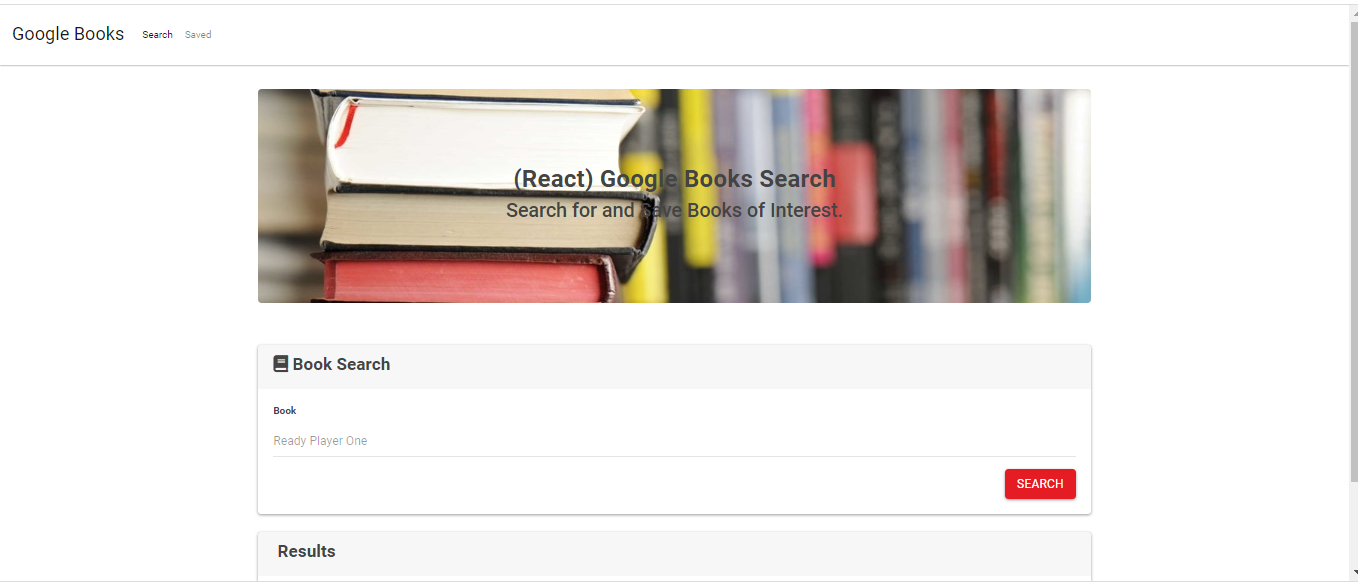 Google Books Search Saved
(React) Google Books Search
Search for and Save Books of Interest.
Book Search
Book
Ready Player One
SEARCH
Results